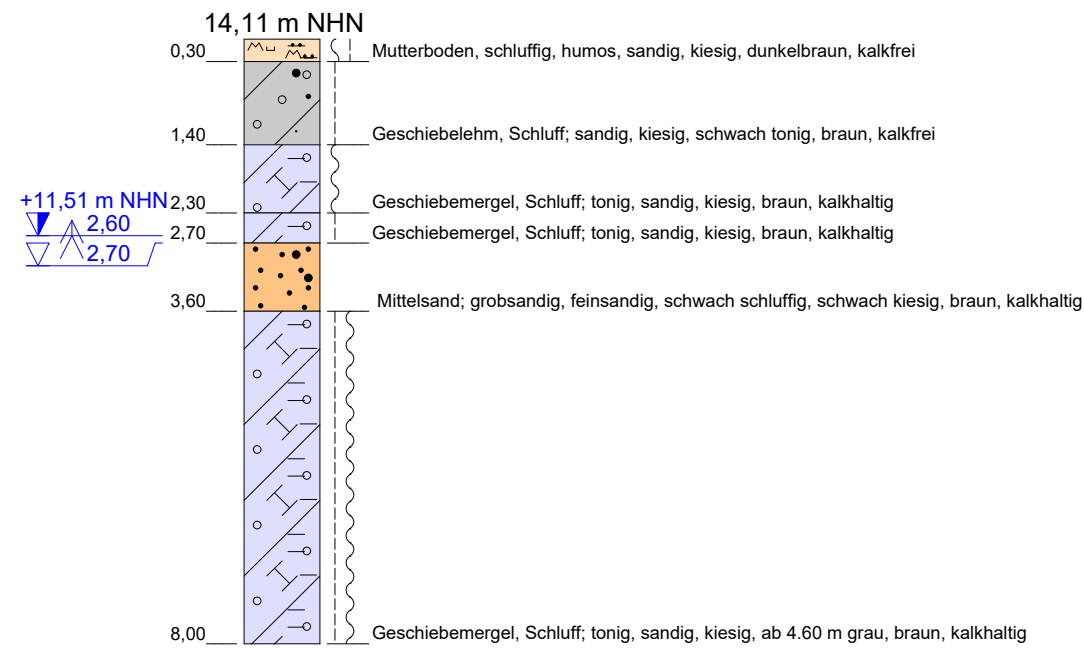 14,11 m NHN
0,30 Mutterboden, schluffig, humos, sandig, kiesig, dunkelbraun, kalkfrei
1,40 Geschiebelehm, Schluff; sandig, kiesig, schwach tonig, braun, kalkfrei
+11,51 m NHN 2,30 Geschiebemergel, Schluff; tonig, sandig, kiesig, braun, kalkhaltig
2,60
2,70 Geschiebemergel, Schluff; tonig, sandig, kiesig, braun, kalkhaltig
2,70
3,60 Mittelsand; grobsandig, feinsandig, schwach schluffig, schwach kiesig, braun, kalkhaltig
8,00 Geschiebemergel, Schluff; tonig, sandig, kiesig, ab 4.60 m grau, braun, kalkhaltig